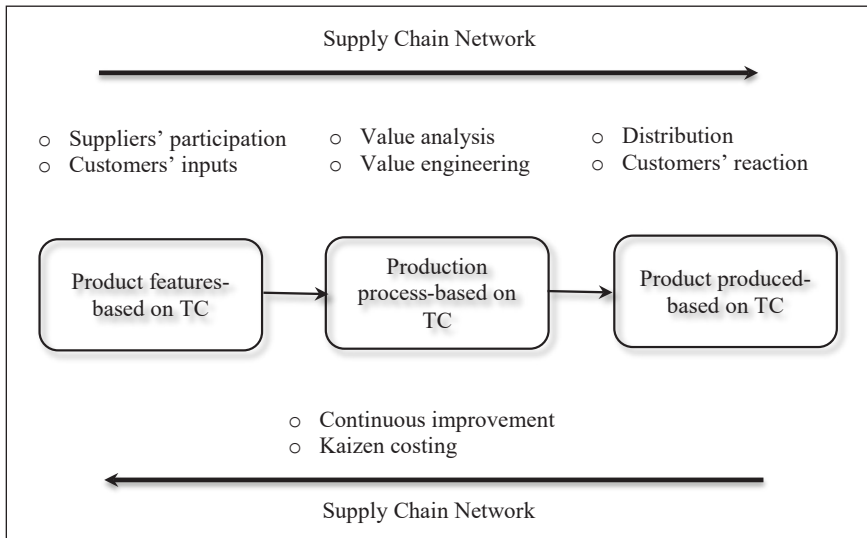 Supply Chain Network
○ Suppliers’ participation
○ Customers’ inputs
○ Value analysis
○ Value engineering
○ Distribution
○ Customers’ reaction
Product features-
based on TC
Production
process-based on
TC
Product produced-
based on TC
○ Continuous improvement
○ Kaizen costing
Supply Chain Network